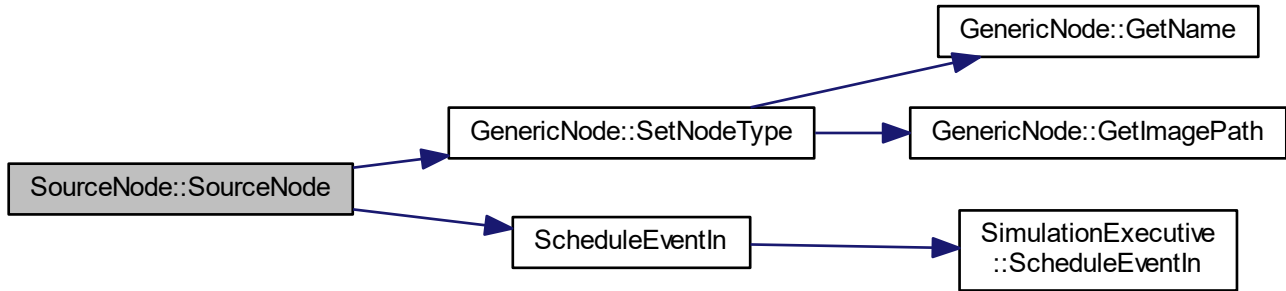 GenericNode::GetName
GenericNode::SetNodeType
GenericNode::GetImagePath
SourceNode::SourceNode
ScheduleEventIn
SimulationExecutive
::ScheduleEventIn